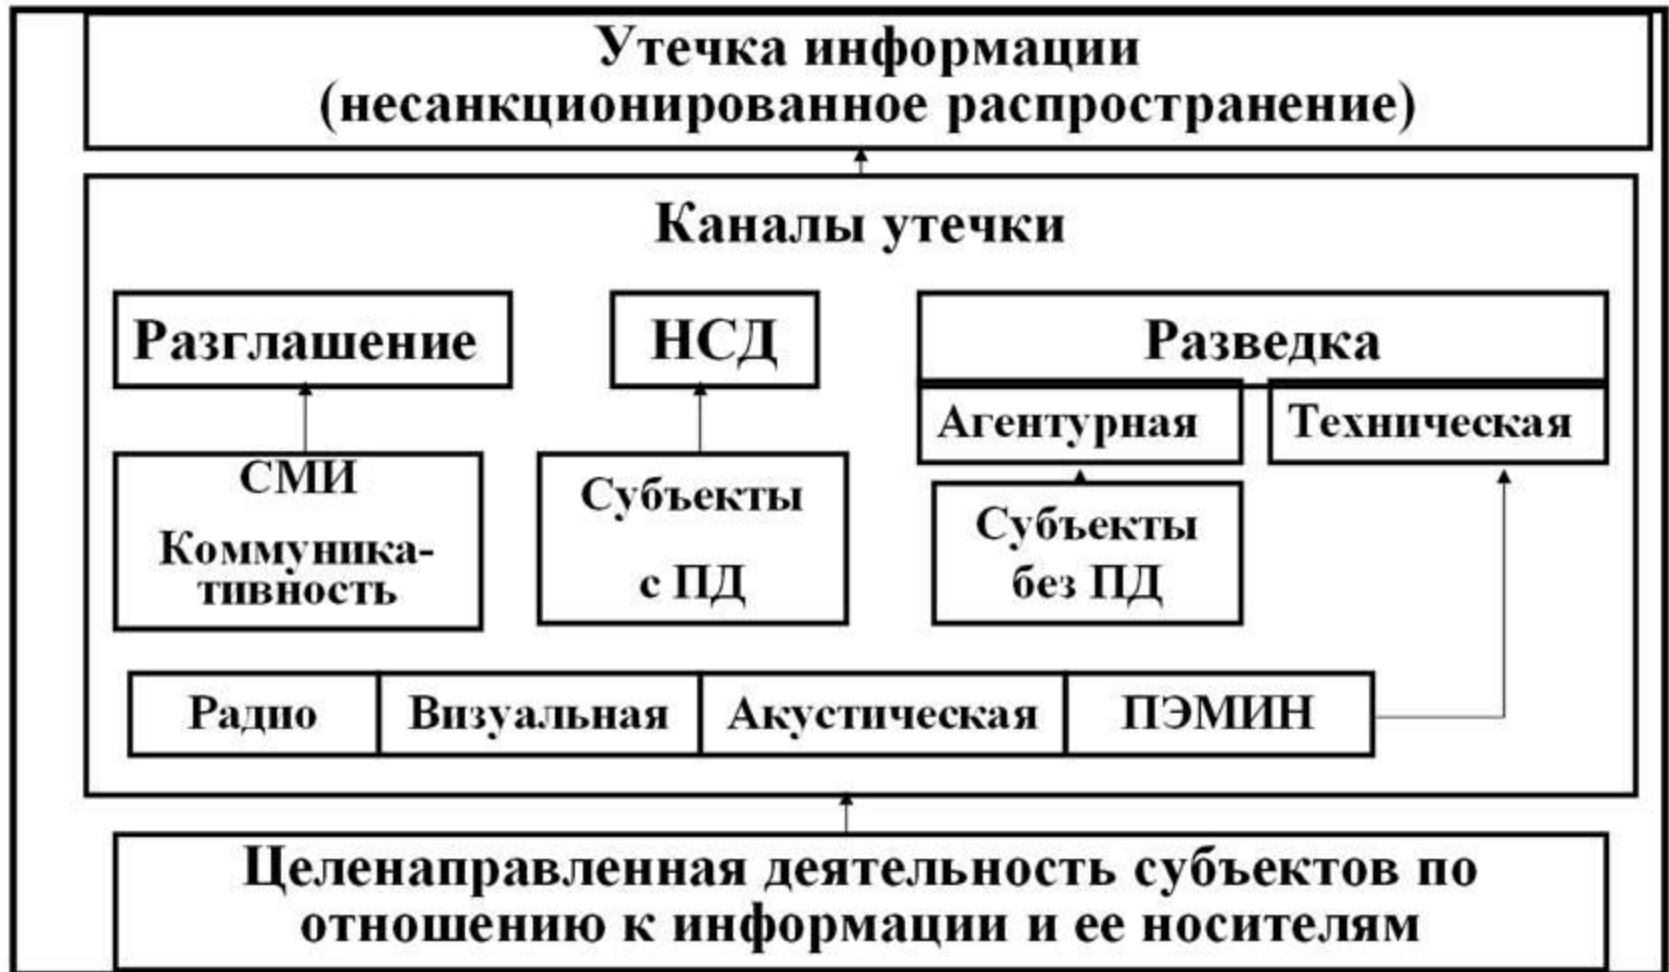 Утечка информации
(несанкционированное распространение)
Каналы утечки
Разглашение
НСД
Разведка
Агентурная
Техническая
СМИ
Коммуника-
тивность
Субъекты
с ПД
Субъекты
без ПД
Радио
Визуальная
Акустическая
ПЭМИН
Целенаправленная деятельность субъектов по
отношению к информации и ее носителям